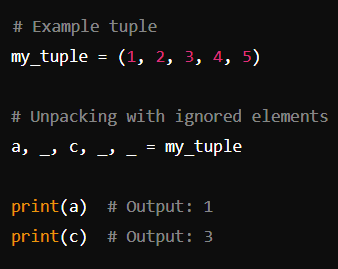 # Example tuple
my_tuple = (1, 2, 3, 4, 5)
# Unpacking with ignored elements
a, _, c, _, _ = my_tuple
print(a)  # Output: 1
print(c)  # Output: 3